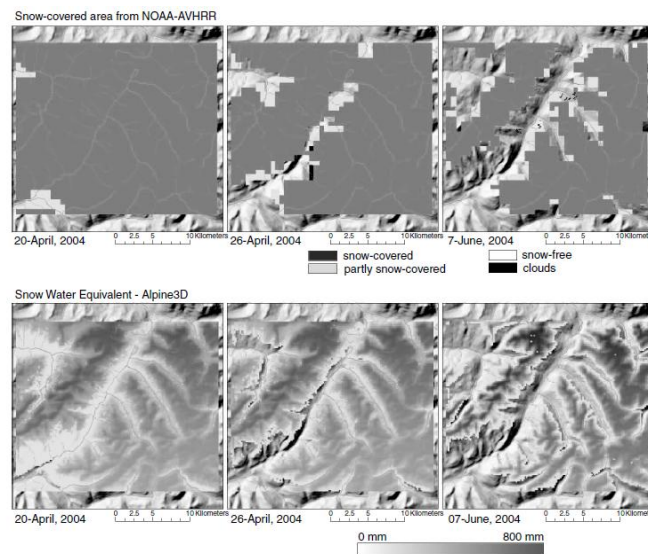 Snow-covered area from NOAA-AVHRR
20-April, 2004
0 2.5 5 10 Kilometers
26-April, 2004
0 2.5 5 10 Kilometers
7-June, 2004
0 2.5 5 10 Kilometers
snow-covered
partly snow-covered
snow-free
clouds
Snow Water Equivalent - Alpine3D
20-April, 2004
0 2.5 5 10 Kilometers
26-April, 2004
0 2.5 5 10 Kilometers
07-June, 2004
0 2.5 5 10 Kilometers
0 mm
800 mm